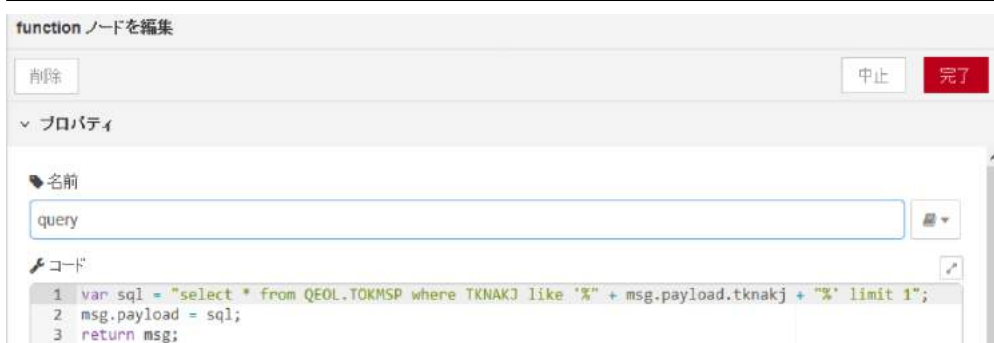 function ノードを編集
削除
中止
完了
プロパティ
名前
query
コード
1 var sql = "select * from QEOL.TOKMSP where TKNAKJ like '%" + msg.payload.tknakj + "%' limit 1";
2 msg.payload = sql;
3 return msg;